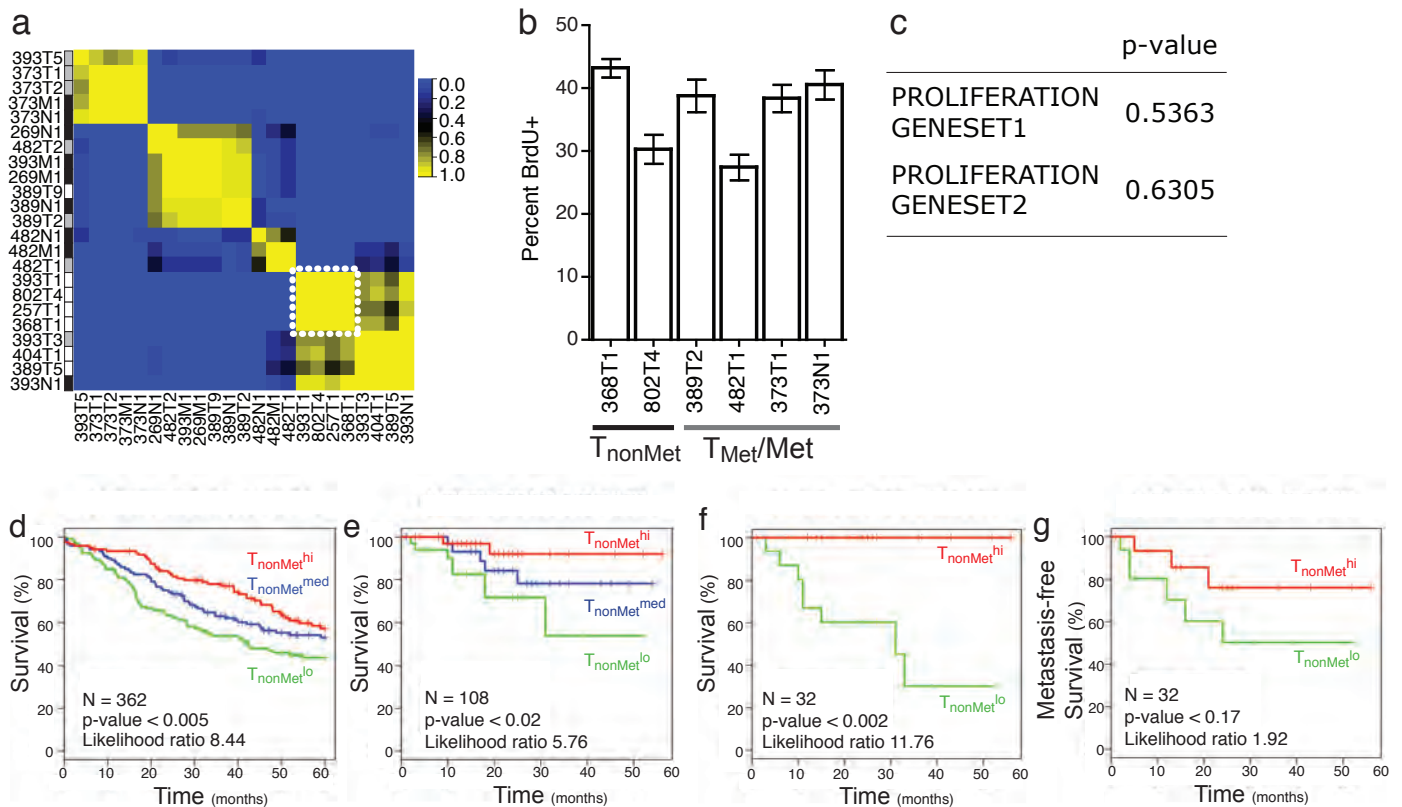 a
393T5
373T1
373T2
373M1
373N1
269N1
482T2
393M1
269M1
389T9
389N1
389T2
482N1
482M1
482T1
393T1
802T4
257T1
368T1
393T3
404T1
389T5
393N1
0.0
0.2
0.4
0.6
0.8
1.0
393T5
373T1
373T2
373M1
373N1
269N1
482T2
393M1
269M1
389T9
389N1
389T2
482N1
482M1
482T1
393T1
802T4
257T1
368T1
393T3
404T1
389T5
393N1
b
Percent BrdU+
50
40
30
20
10
0
368T1
802T4
389T2
482T1
373T1
373N1
TnonMet
TMet/Met
c
p-value
PROLIFERATION
GENESET1
0.5363
PROLIFERATION
GENESET2
0.6305
d
Survival (%)
100
80
60
40
20
0
TnonMethi
TnonMetmed
TnonMetlo
N = 362
p-value < 0.005
Likelihood ratio 8.44
0 10 20 30 40 50 60
Time (months)
e
Survival (%)
100
80
60
40
20
0
TnonMethi
TnonMetmed
TnonMetlo
N = 108
p-value < 0.02
Likelihood ratio 5.76
0 10 20 30 40 50 60
Time (months)
f
Survival (%)
100
80
60
40
20
0
TnonMethi
TnonMetlo
N = 32
p-value < 0.002
Likelihood ratio 11.76
0 10 20 30 40 50 60
Time (months)
g
Metastasis-free
Survival (%)
100
80
60
40
20
0
TnonMethi
TnonMetlo
N = 32
p-value < 0.17
Likelihood ratio 1.92
0 10 20 30 40 50 60
Time (months)